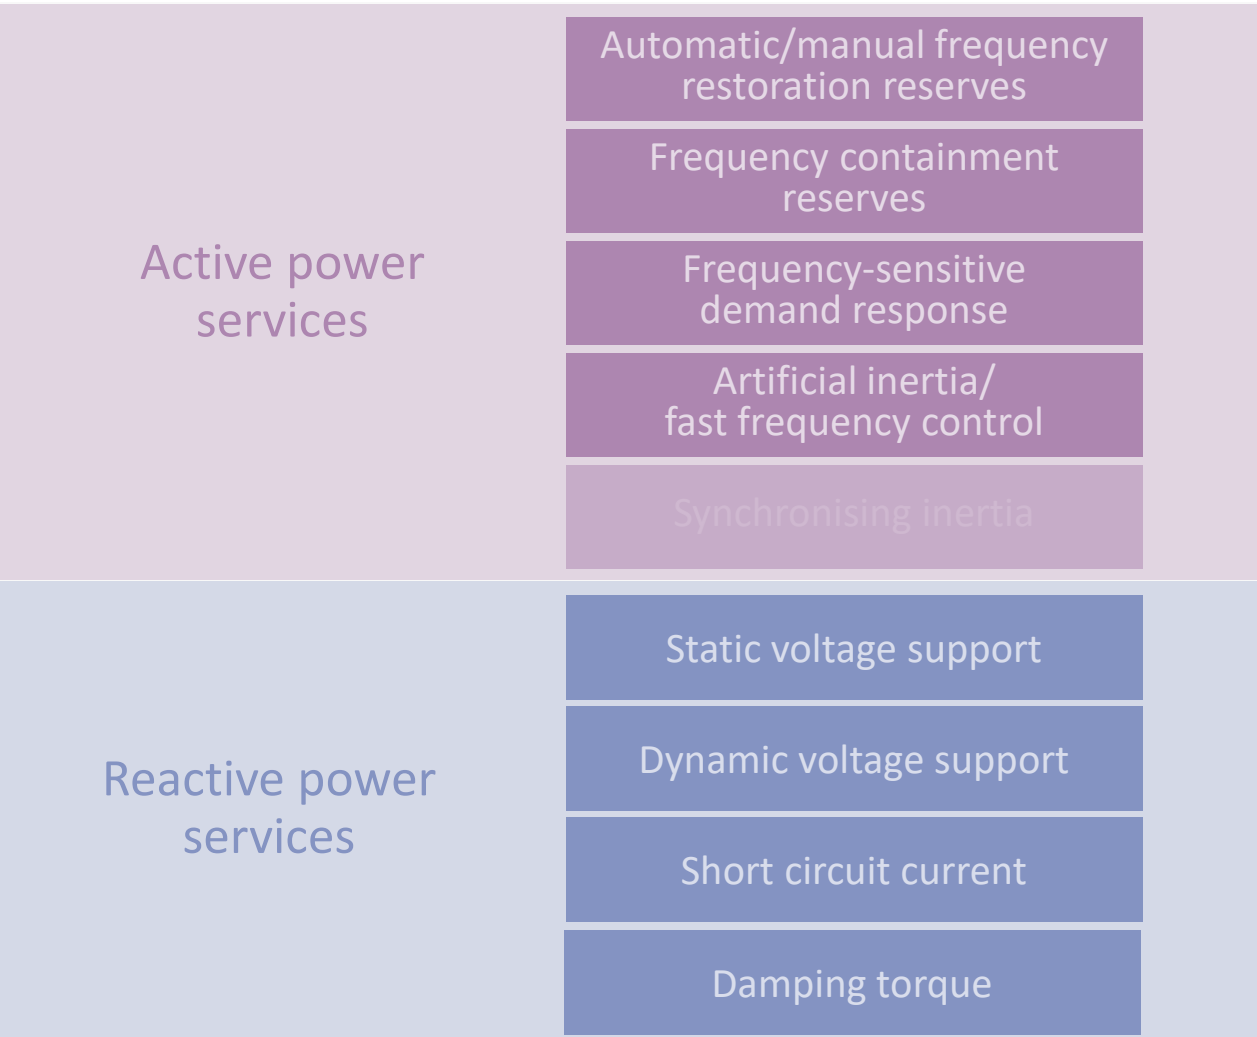 Active power
services
Automatic/manual frequency
restoration reserves
Frequency containment
reserves
Frequency-sensitive
demand response
Artificial inertia/
fast frequency control
Synchronising inertia
Reactive power
services
Static voltage support
Dynamic voltage support
Short circuit current
Damping torque